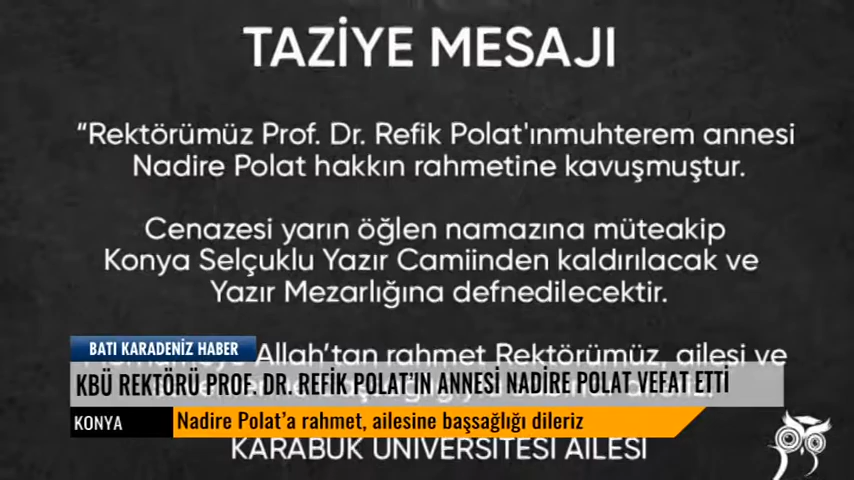 TAZİYE MESAJI
“Rektörümüz Prof. Dr. Refik Polat'ınmuhterem annesi
Nadire Polat hakkın rahmetine kavuşmuştur.
Cenazesi yarın öğlen namazına müteakip
Konya Selçuklu Yazır Camiinden kaldırılacak ve
Yazır Mezarlığına defnedilecektir.
Allah’tan rahmet Rektörümüz, ailesi ve
BATI KARADENİZ HABER
KBÜ REKTÖRÜ PROF. DR. REFİK POLAT’IN ANNESİ NADİRE POLAT VEFAT ETTİ
KONYA
Nadire Polat’a rahmet, ailesine başsağlığı dileriz
KARABÜK ÜNİVERSİTESİ AİLESİ